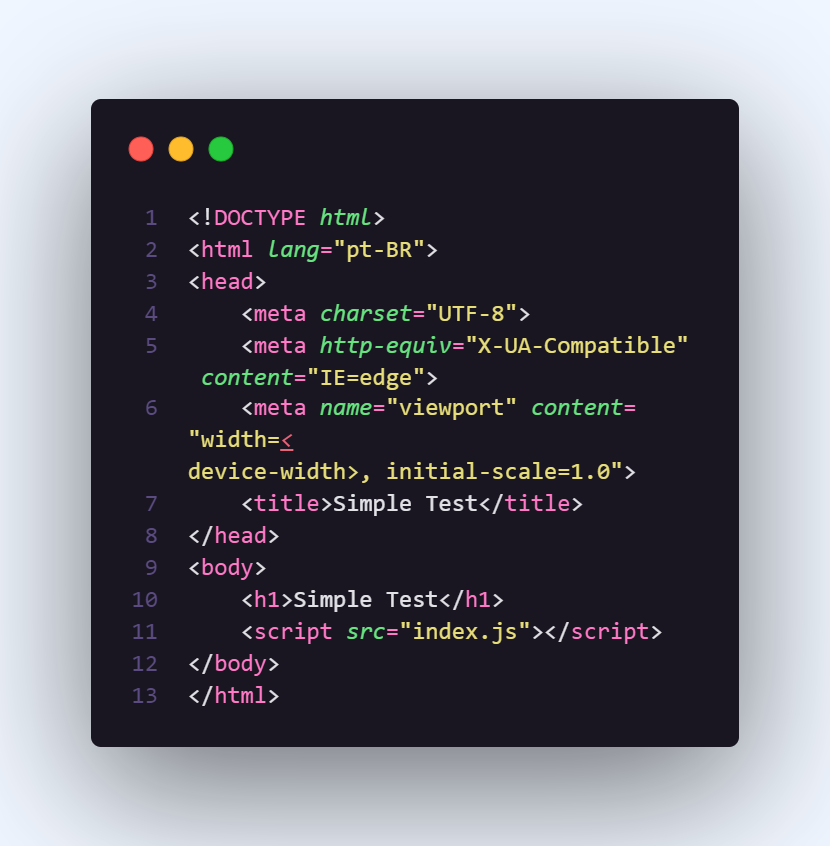 1 <!DOCTYPE html>
2 <html lang="pt-BR">
3 <head>
4     <meta charset="UTF-8">
5     <meta http-equiv="X-UA-Compatible"
 content="IE=edge">
6     <meta name="viewport" content=
"width=<
device-width>, initial-scale=1.0">
7     <title>Simple Test</title>
8 </head>
9 <body>
10     <h1>Simple Test</h1>
11     <script src="index.js"></script>
12 </body>
13 </html>